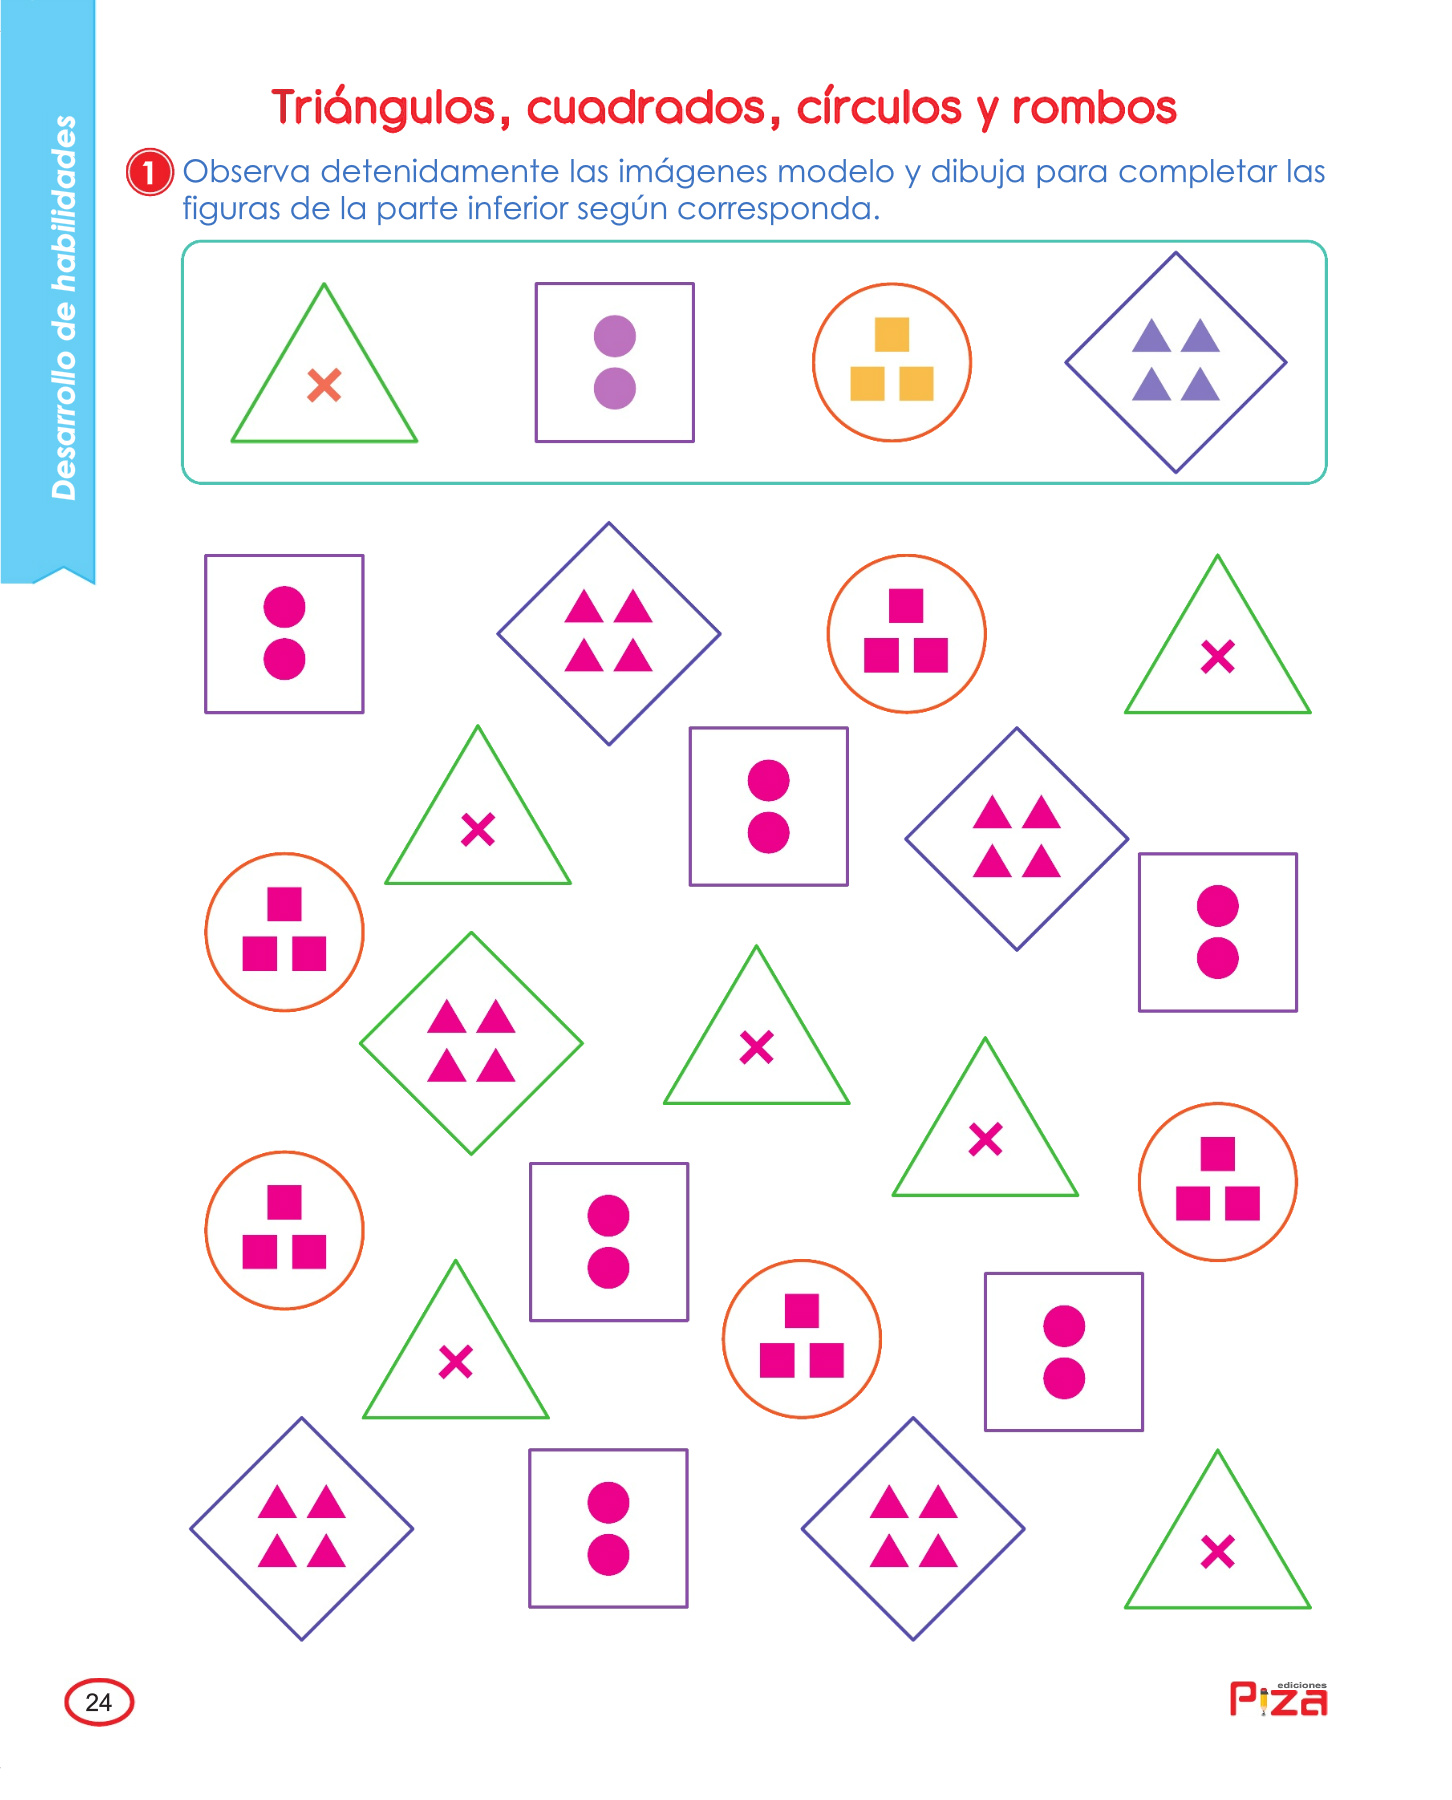 Desarrollo de habilidades
Triángulos, cuadrados, círculos y rombos
1 Observa detenidamente las imágenes modelo y dibuja para completar las
figuras de la parte inferior según corresponda.
24
ediciones
Piza